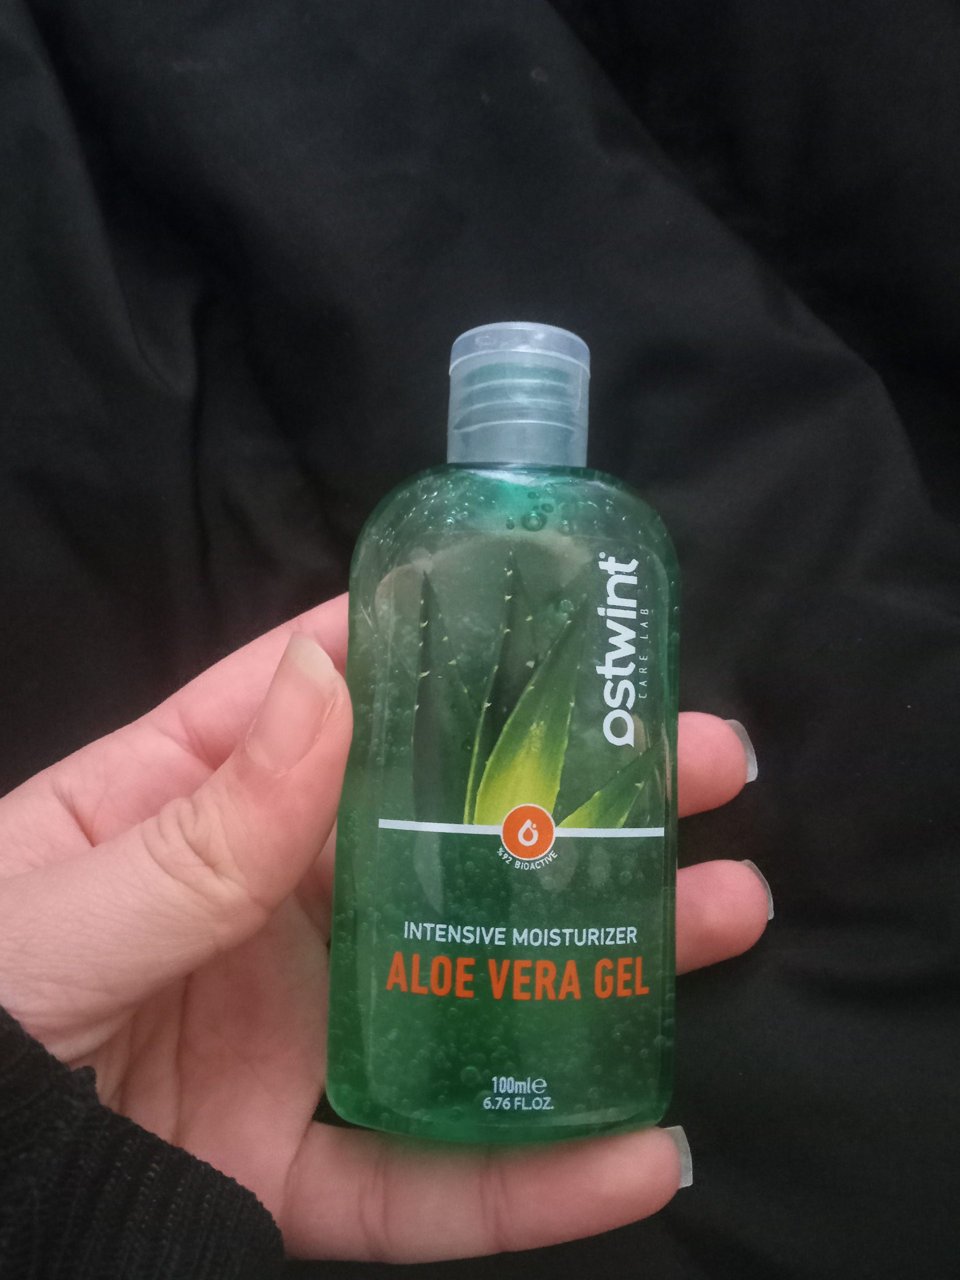 ostwint
CARE LAB
%92 BIOACTIVE
INTENSIVE MOISTURIZER
ALOE VERA GEL
100ml℮
6.76 FL.OZ.